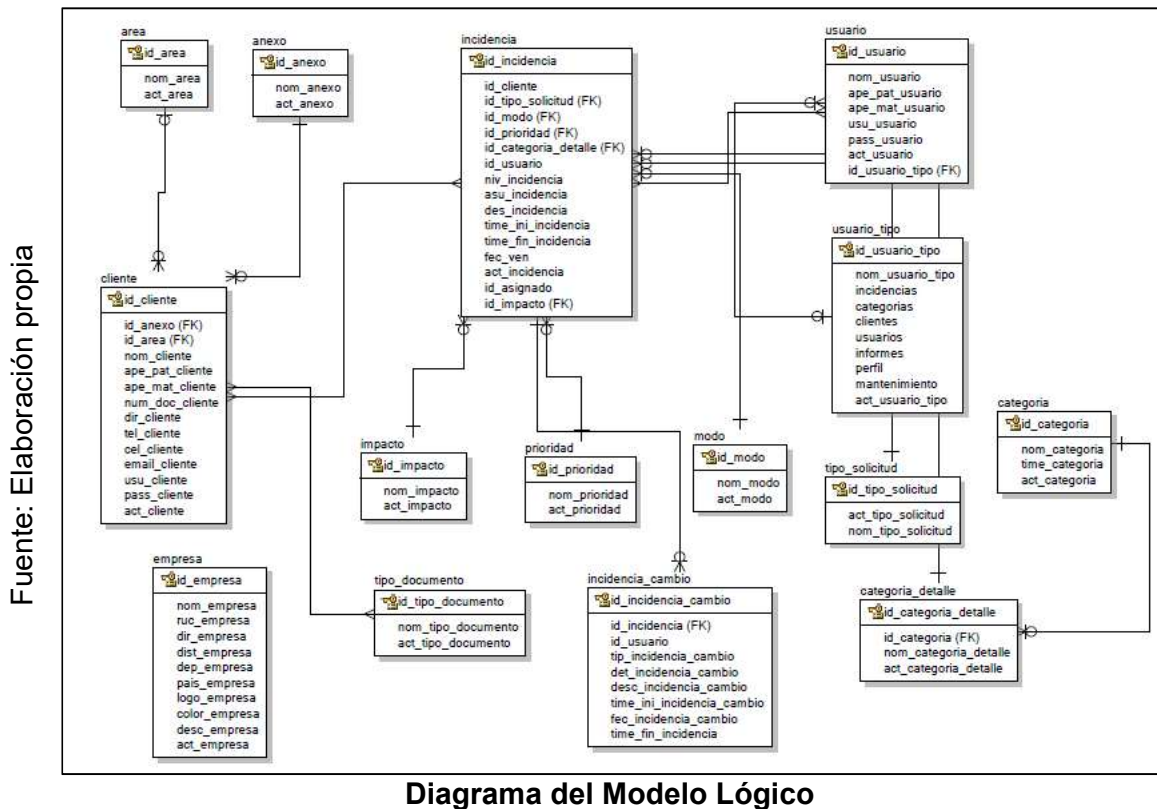 Fuente: Elaboración propia
area
id_area
nom_area
act_area
anexo
id_anexo
nom_anexo
act_anexo
incidencia
id_incidencia
id_cliente
id_tipo_solicitud (FK)
id_modo (FK)
id_prioridad (FK)
id_categoria_detalle (FK)
id_usuario
niv_incidencia
asu_incidencia
des_incidencia
time_ini_incidencia
time_fin_incidencia
fec_ven
act_incidencia
id_asignado
id_impacto (FK)
usuario
id_usuario
nom_usuario
ape_pat_usuario
ape_mat_usuario
usu_usuario
pass_usuario
act_usuario
id_usuario_tipo (FK)
usuario_tipo
id_usuario_tipo
nom_usuario_tipo
incidencias
categorias
clientes
usuarios
informes
perfil
mantenimiento
act_usuario_tipo
cliente
id_cliente
id_anexo (FK)
id_area (FK)
nom_cliente
ape_pat_cliente
ape_mat_cliente
num_doc_cliente
dir_cliente
tel_cliente
cel_cliente
email_cliente
usu_cliente
pass_cliente
act_cliente
impacto
id_impacto
nom_impacto
act_impacto
prioridad
id_prioridad
nom_prioridad
act_prioridad
modo
id_modo
nom_modo
act_modo
tipo_solicitud
id_tipo_solicitud
act_tipo_solicitud
nom_tipo_solicitud
categoria
id_categoria
nom_categoria
time_categoria
act_categoria
empresa
id_empresa
nom_empresa
ruc_empresa
dir_empresa
dist_empresa
dep_empresa
pais_empresa
logo_empresa
color_empresa
desc_empresa
act_empresa
tipo_documento
id_tipo_documento
nom_tipo_documento
act_tipo_documento
incidencia_cambio
id_incidencia_cambio
id_incidencia (FK)
id_usuario
tip_incidencia_cambio
det_incidencia_cambio
desc_incidencia_cambio
time_ini_incidencia_cambio
fec_incidencia_cambio
time_fin_incidencia
categoria_detalle
id_categoria_detalle
id_categoria (FK)
nom_categoria_detalle
act_categoria_detalle
Diagrama del Modelo Lógico